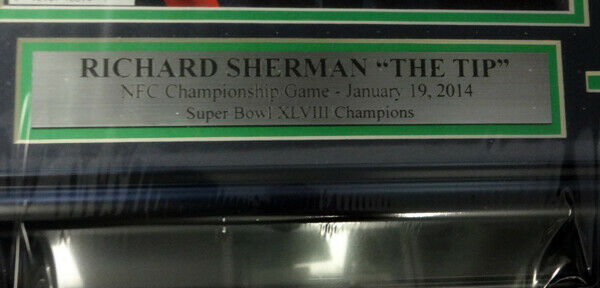 RICHARD SHERMAN “THE TIP”
NFC Championship Game - January 19, 2014
Super Bowl XLVIII Champions